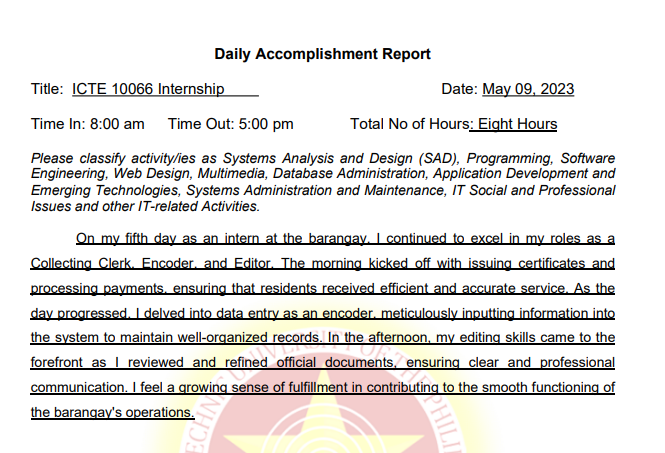 Daily Accomplishment Report
Title: ICTE 10066 Internship Date: May 09, 2023
Time In: 8:00 am Time Out: 5:00 pm Total No of Hours: Eight Hours
Please classify activity/ies as Systems Analysis and Design (SAD), Programming, Software
Engineering, Web Design, Multimedia, Database Administration, Application Development and
Emerging Technologies, Systems Administration and Maintenance, IT Social and Professional
Issues and other IT-related Activities.
On my fifth day as an intern at the barangay, I continued to excel in my roles as a
Collecting Clerk, Encoder, and Editor. The morning kicked off with issuing certificates and
processing payments, ensuring that residents received efficient and accurate service. As the
day progressed, I delved into data entry as an encoder, meticulously inputting information into
the system to maintain well-organized records. In the afternoon, my editing skills came to the
forefront as I reviewed and refined official documents, ensuring clear and professional
communication. I feel a growing sense of fulfillment in contributing to the smooth functioning of
the barangay's operations.